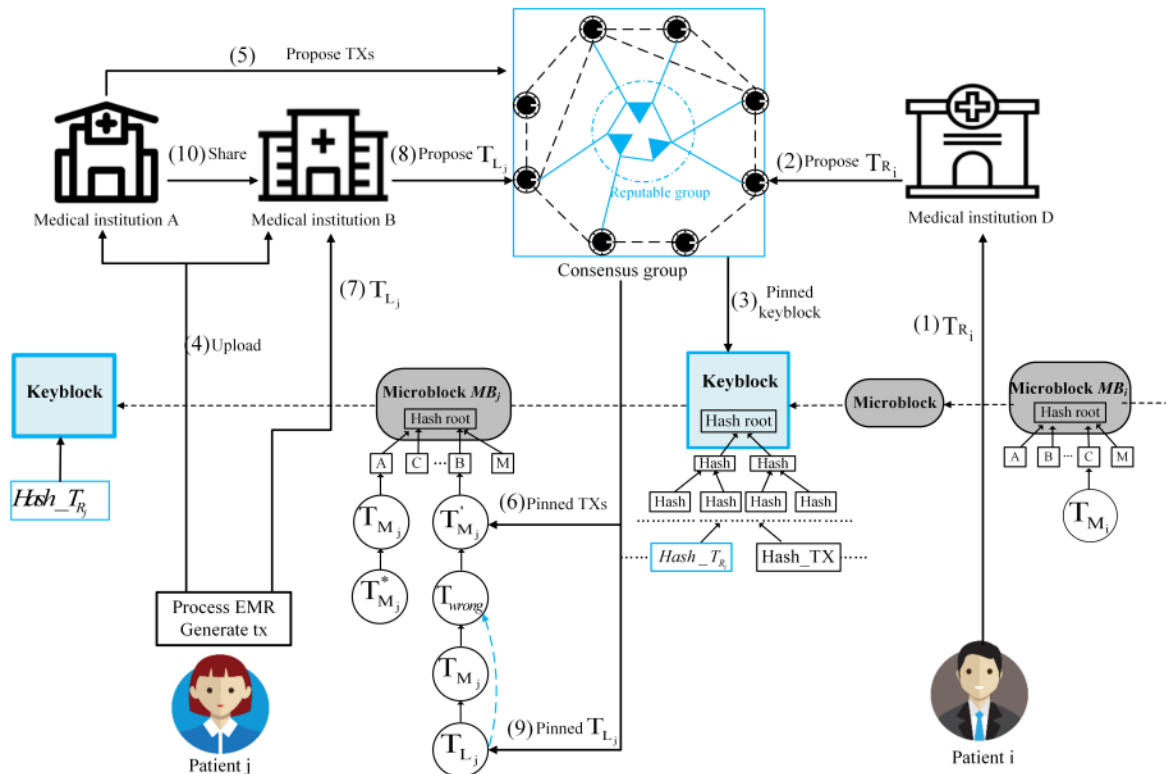 (5) Propose TXs
(10) Share
(8) Propose T_{L_j}
(2) Propose T_{R_i}
Reputable group
Medical institution A
Medical institution B
Medical institution D
Consensus group
(7) T_{L_j}
(3) Pinned
keyblock
(1) T_{R_i}
(4) Upload
Keyblock
Microblock MB_j
Hash root
A
C
...
B
M
Keyblock
Hash root
Hash
Hash
Hash
Hash
Hash
Hash
Microblock
Microblock MB_i
Hash root
A
B
...
C
M
Hash_T_{R_j}
T_{M_j}
T'_{M_j}
(6) Pinned TXs
Hash_T_{R_i}
Hash_TX
T_{M_i}
T^*_{M_j}
T_{wrong}
Process EMR
Generate tx
T_{M_j}
(9) Pinned T_{L_j}
T_{L_j}
Patient j
Patient i